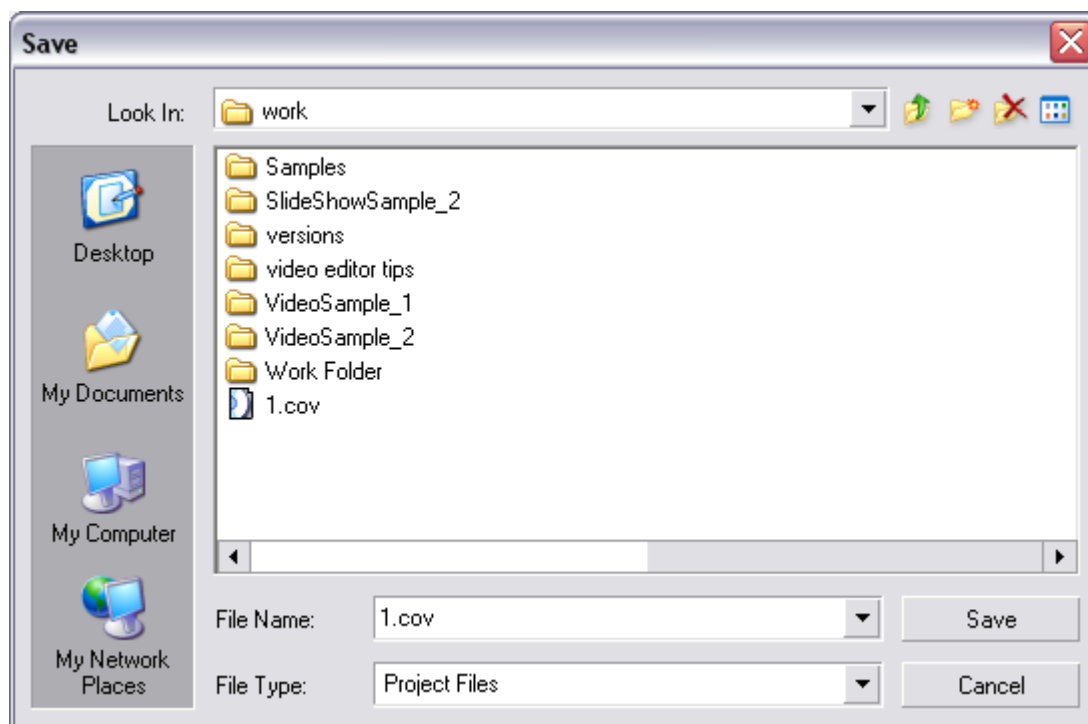 Save
Look In:
work
Desktop
My Documents
My Computer
My Network
Places
Samples
SlideShowSample_2
versions
video editor tips
VideoSample_1
VideoSample_2
Work Folder
1.cov
File Name:
1.cov
Save
File Type:
Project Files
Cancel